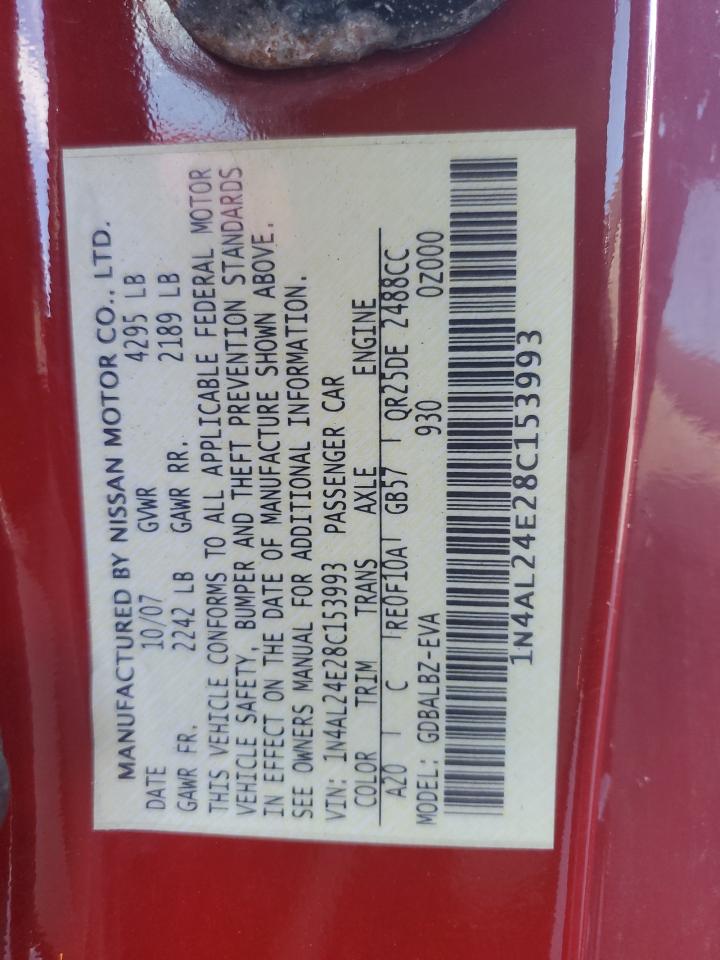 MANUFACTURED BY NISSAN MOTOR CO., LTD.
DATE 10/07 GVWR 4295 LB
GAWR FR. 2242 LB GAWR RR. 2189 LB
THIS VEHICLE CONFORMS TO ALL APPLICABLE FEDERAL MOTOR
VEHICLE SAFETY, BUMPER AND THEFT PREVENTION STANDARDS
IN EFFECT ON THE DATE OF MANUFACTURE SHOWN ABOVE.
SEE OWNERS MANUAL FOR ADDITIONAL INFORMATION.
VIN: 1N4AL24E28C153993 PASSENGER CAR
COLOR TRIM TRANS AXLE ENGINE
A20 C RE0F10A GB57 QR25DE 2488CC
MODEL: GDBALBZ-EVA 930 0Z000
1N4AL24E28C153993